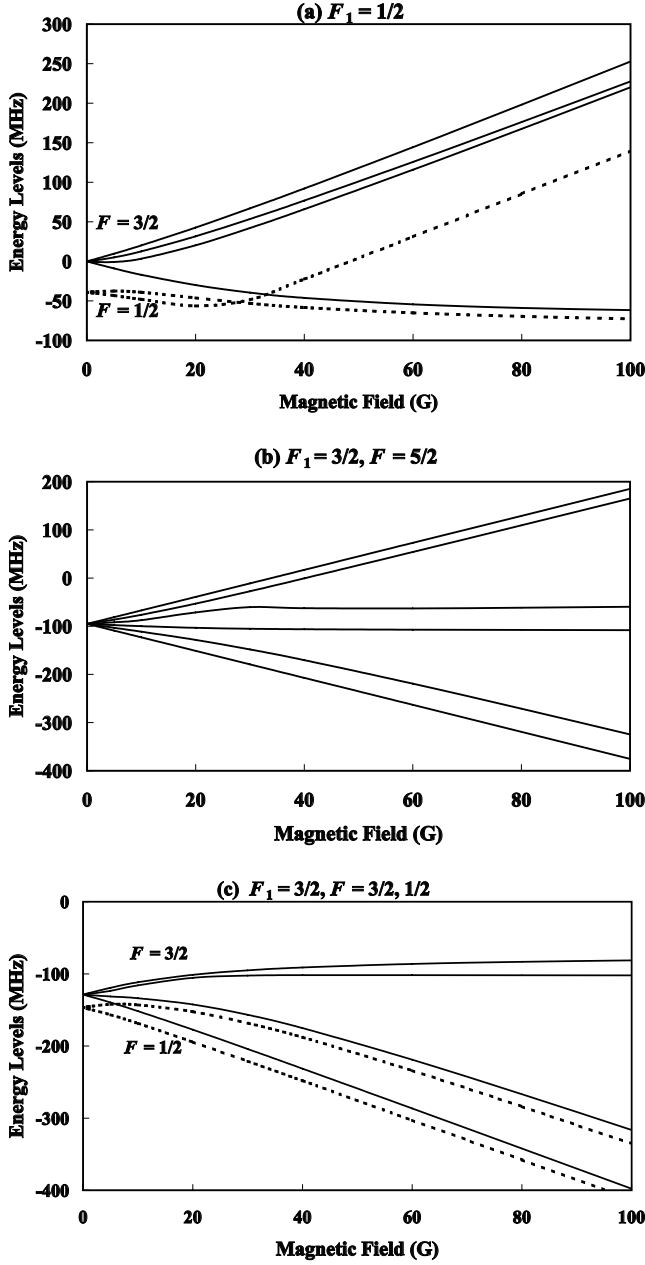 (a) F1 = 1/2
300
250
200
150
100
50
0
-50
-100
Energy Levels (MHz)
F = 3/2
F = 1/2
0 20 40 60 80 100
Magnetic Field (G)
(b) F1 = 3/2, F = 5/2
200
100
0
-100
-200
-300
-400
Energy Levels (MHz)
0 20 40 60 80 100
Magnetic Field (G)
(c) F1 = 3/2, F = 3/2, 1/2
0
-100
-200
-300
-400
Energy Levels (MHz)
F = 3/2
F = 1/2
0 20 40 60 80 100
Magnetic Field (G)